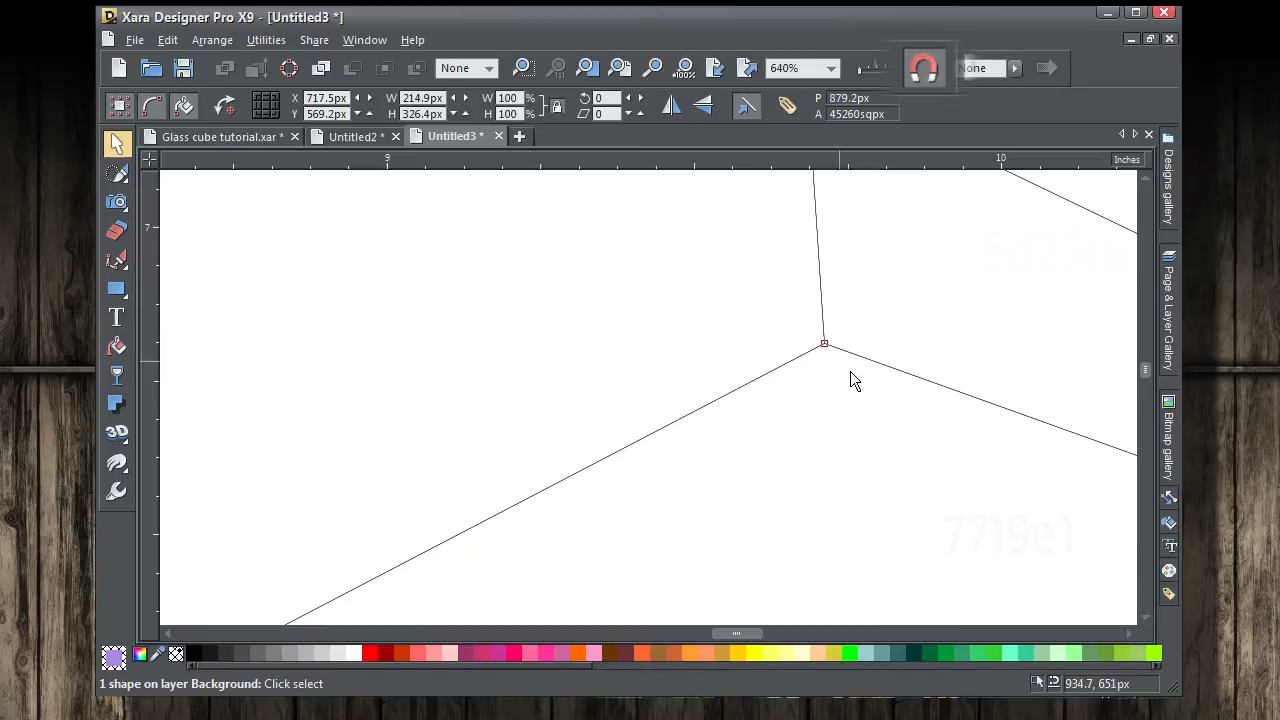 Xara Designer Pro X9 - [Untitled3 *]
File Edit Arrange Utilities Share Window Help
None 640% None
X 717.5px W 214.9px W 100 % 0 P 879.2px
Y 569.2px H 326.4px H 100 % 0 A 45260sqpx
Glass cube tutorial.xar * Untitled2 * Untitled3 *
9 10 Inches
7
Designs gallery
Page & Layer Gallery
Bitmap gallery
T
3D
7719e1
1 shape on layer Background: Click select 934.7, 651px